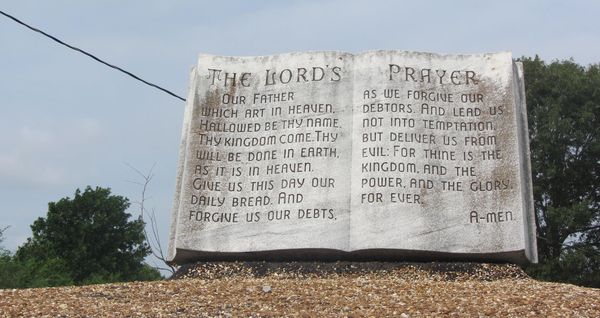 The Lord's Prayer
Our Father
which art in heaven,
Hallowed be thy name,
Thy kingdom come. Thy
will be done in earth,
as it is in heaven.
Give us this day our
daily bread. And
forgive us our debts,
as we forgive our
debtors. And lead us
not into temptation,
but deliver us from
evil: For thine is the
kingdom, and the
power, and the glory,
for ever.
A-men.